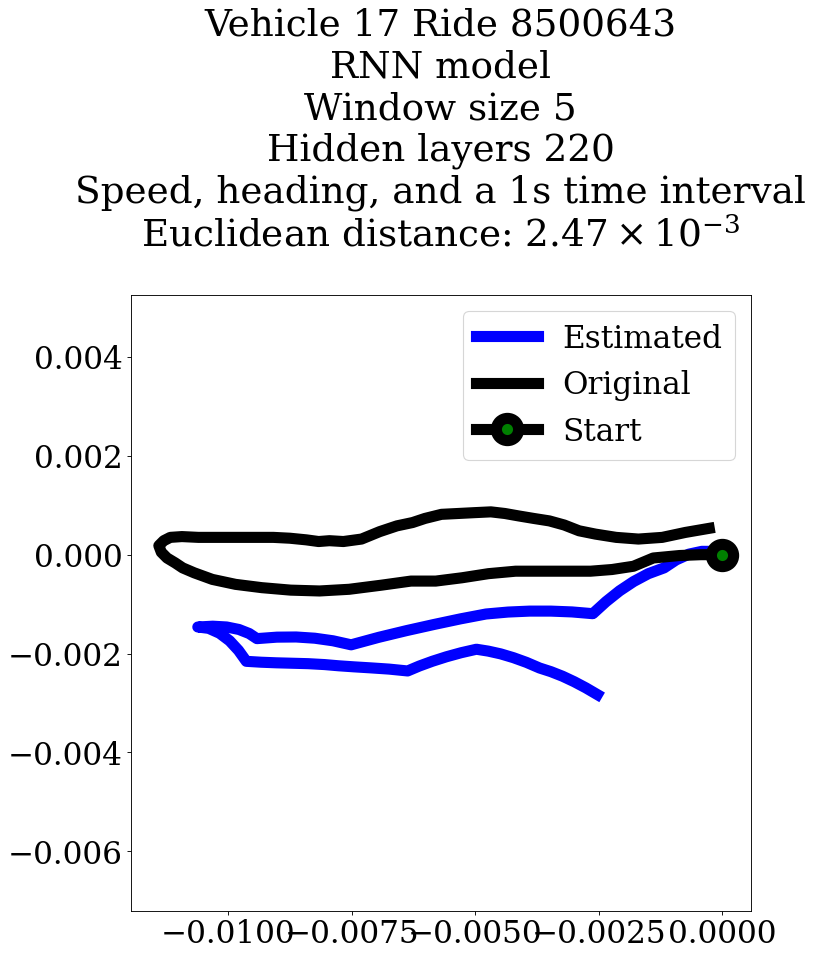 Vehicle 17 Ride 8500643
RNN model
Window size 5
Hidden layers 220
Speed, heading, and a 1s time interval
Euclidean distance: 2.47 × 10⁻³
Estimated
Original
Start
0.004
0.002
0.000
−0.002
−0.004
−0.006
−0.0100 −0.0075 −0.0050 −0.0025 0.0000